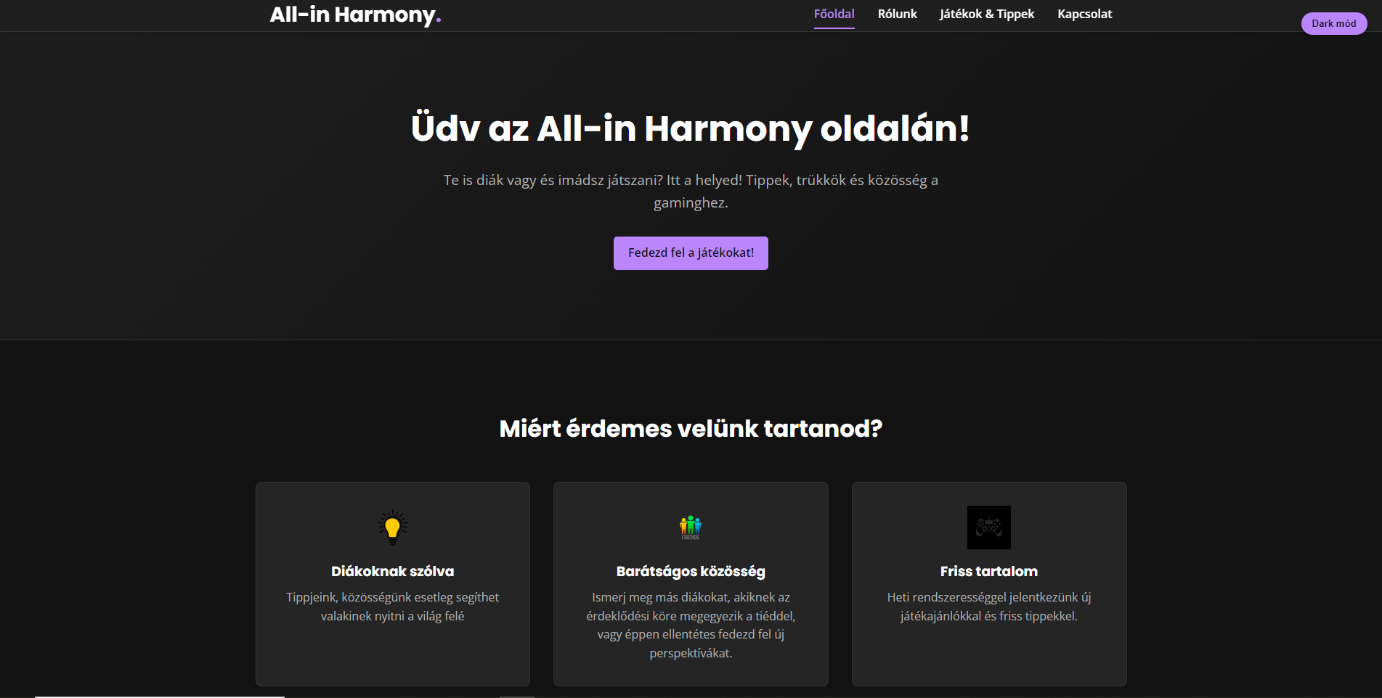 All-in Harmony.
Főoldal Rólunk Játékok & Tippek Kapcsolat
Dark mód
Üdv az All-in Harmony oldalán!
Te is diák vagy és imádsz játszani? Itt a helyed! Tippek, trükkök és közösség a
gaminghez.
Fedezd fel a játékokat!
Miért érdemes velünk tartanod?
Diákoknak szólva
Tippjeink, közösségünk esetleg segíthet
valakinek nyitni a világ felé
FRIENDS
Barátságos közösség
Ismerj meg más diákokat, akiknek az
érdeklődési köre megegyezik a tiéddel,
vagy éppen ellentétes fedezd fel új
perspektívákat.
Friss tartalom
Heti rendszerességgel jelentkezünk új
játékajánlókkal és friss tippekkel.